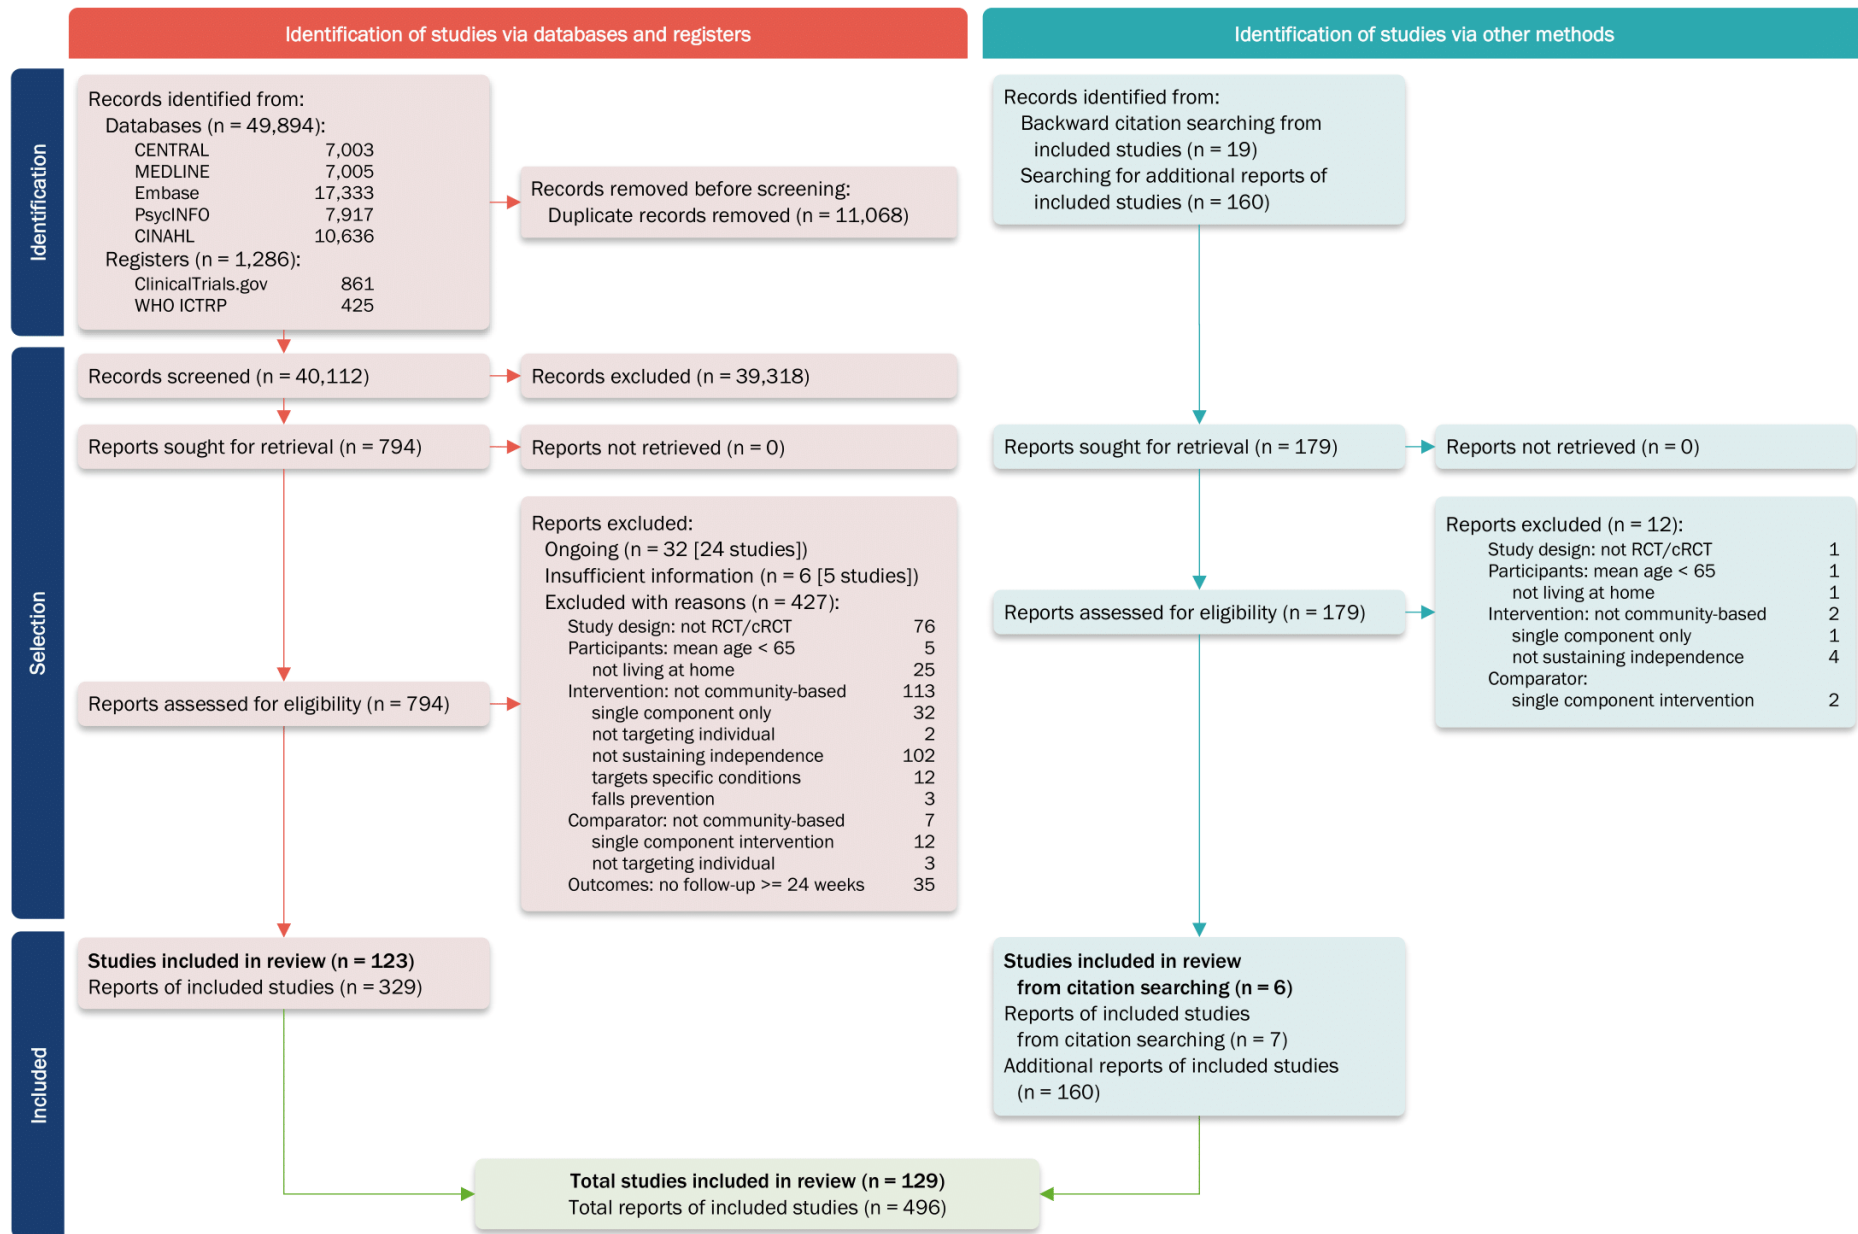 Identification of studies via databases and registers
Identification of studies via other methods
Identification
Records identified from:
Databases (n = 49,894):
CENTRAL 7,003
MEDLINE 7,005
Embase 17,333
PsycINFO 7,917
CINAHL 10,636
Registers (n = 1,286):
ClinicalTrials.gov 861
WHO ICTRP 425
Records removed before screening:
Duplicate records removed (n = 11,068)
Records identified from:
Backward citation searching from
included studies (n = 19)
Searching for additional reports of
included studies (n = 160)
Selection
Records screened (n = 40,112)
Records excluded (n = 39,318)
Reports sought for retrieval (n = 794)
Reports not retrieved (n = 0)
Reports sought for retrieval (n = 179)
Reports not retrieved (n = 0)
Reports assessed for eligibility (n = 794)
Reports excluded:
Ongoing (n = 32 [24 studies])
Insufficient information (n = 6 [5 studies])
Excluded with reasons (n = 427):
Study design: not RCT/cRCT 76
Participants: mean age < 65 5
not living at home 25
Intervention: not community-based 113
single component only 32
not targeting individual 2
not sustaining independence 102
targets specific conditions 12
falls prevention 3
Comparator: not community-based 7
single component intervention 12
not targeting individual 3
Outcomes: no follow-up >= 24 weeks 35
Reports assessed for eligibility (n = 179)
Reports excluded (n = 12):
Study design: not RCT/cRCT 1
Participants: mean age < 65 1
not living at home 1
Intervention: not community-based 2
single component only 1
not sustaining independence 4
Comparator:
single component intervention 2
Included
Studies included in review (n = 123)
Reports of included studies (n = 329)
Studies included in review
from citation searching (n = 6)
Reports of included studies
from citation searching (n = 7)
Additional reports of included studies
(n = 160)
Total studies included in review (n = 129)
Total reports of included studies (n = 496)